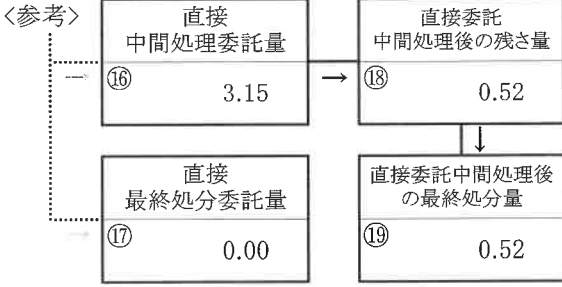 〈参考〉
直接
中間処理委託量
⑯
3.15
→
直接委託
中間処理後の残さ量
⑱
0.52
↓
直接
最終処分委託量
⑰
0.00
直接委託中間処理後
の最終処分量
⑲
0.52